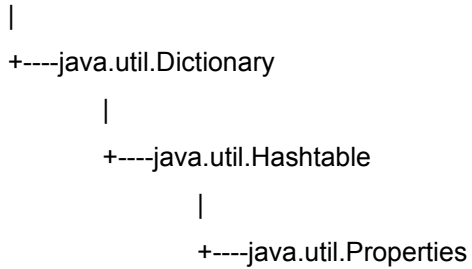 |
+----java.util.Dictionary
|
+----java.util.Hashtable
|
+----java.util.Properties